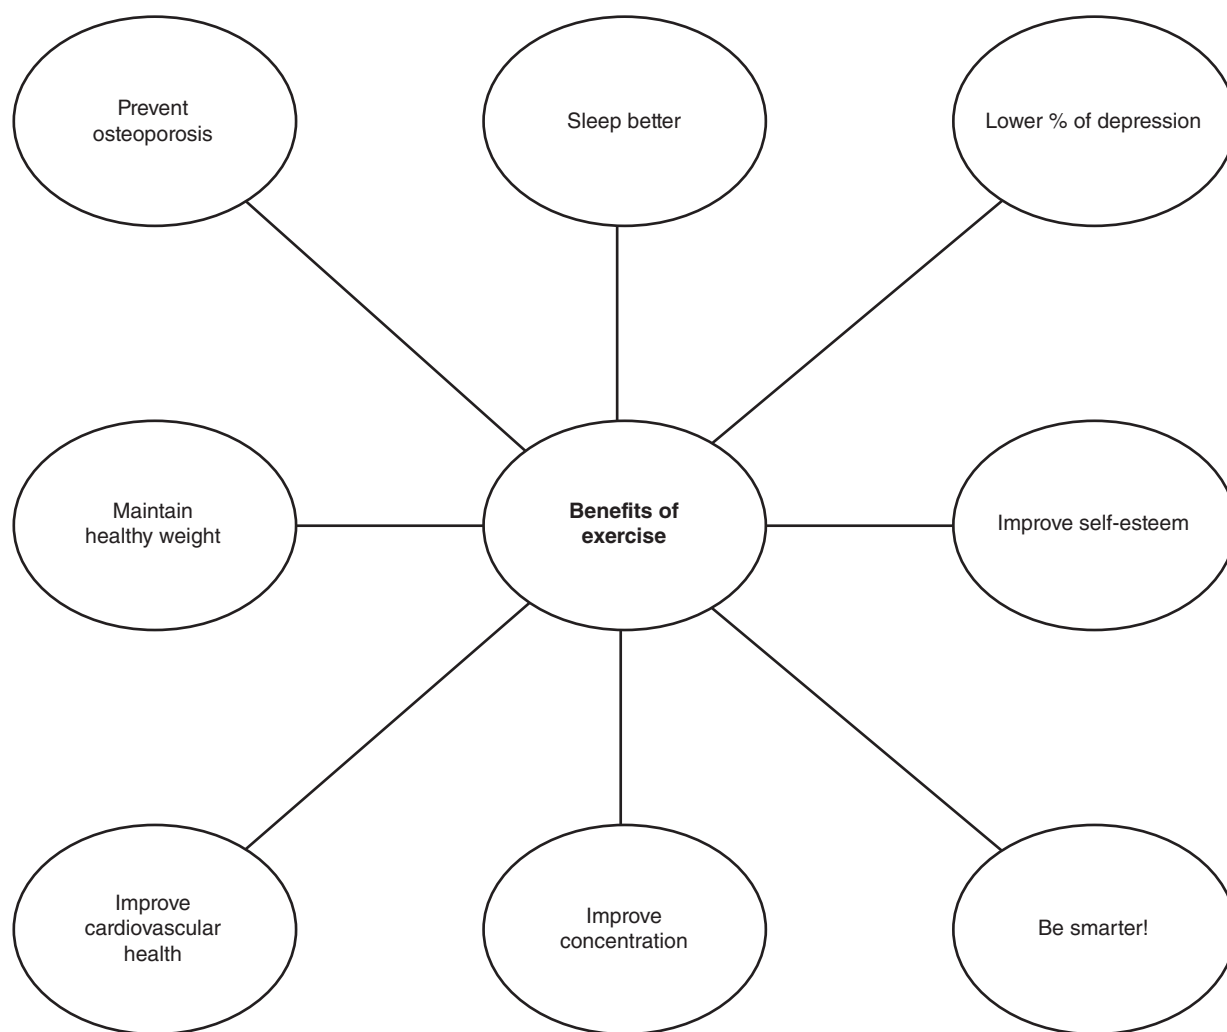 Prevent
osteoporosis
Sleep better
Lower % of depression
Maintain
healthy weight
Benefits of
exercise
Improve self-esteem
Improve
cardiovascular
health
Improve
concentration
Be smarter!